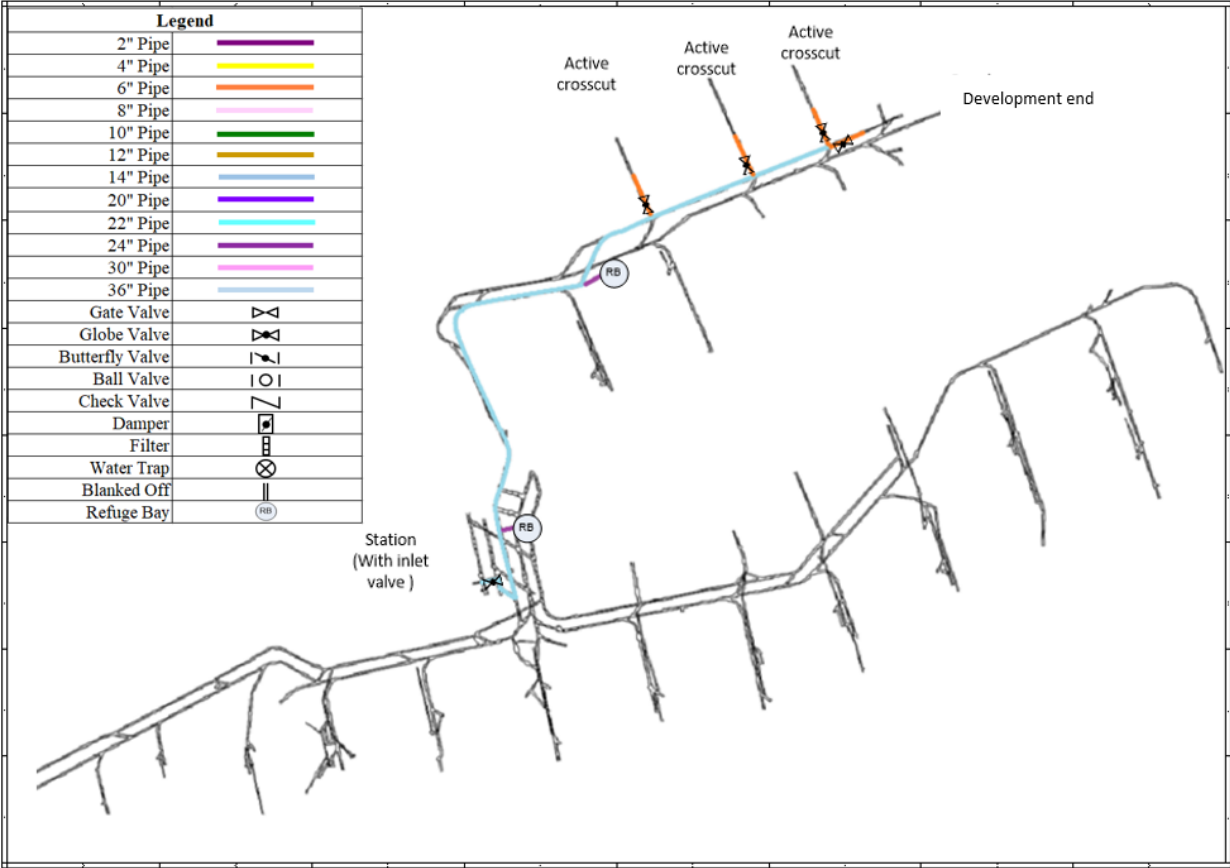 Legend
2" Pipe
4" Pipe
6" Pipe
8" Pipe
10" Pipe
12" Pipe
14" Pipe
20" Pipe
22" Pipe
24" Pipe
30" Pipe
36" Pipe
Gate Valve
Globe Valve
Butterfly Valve
Ball Valve
Check Valve
Damper
Filter
Water Trap
Blanked Off
Refuge Bay RB
Active
crosscut
Active
crosscut
Active
crosscut
Development end
RB
RB
Station
(With inlet
valve )